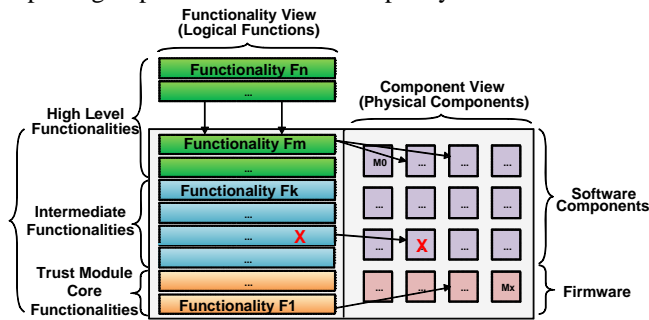 Functionality View
(Logical Functions)
Functionality Fn
...
High Level
Functionalities
Functionality Fm
...
Functionality Fk
...
... X
...
Intermediate
Functionalities
...
Functionality F1
Trust Module
Core
Functionalities
Component View
(Physical Components)
M0 ... ... ...
... ... ... ...
... X ... ...
... ... ... Mx
Software
Components
Firmware